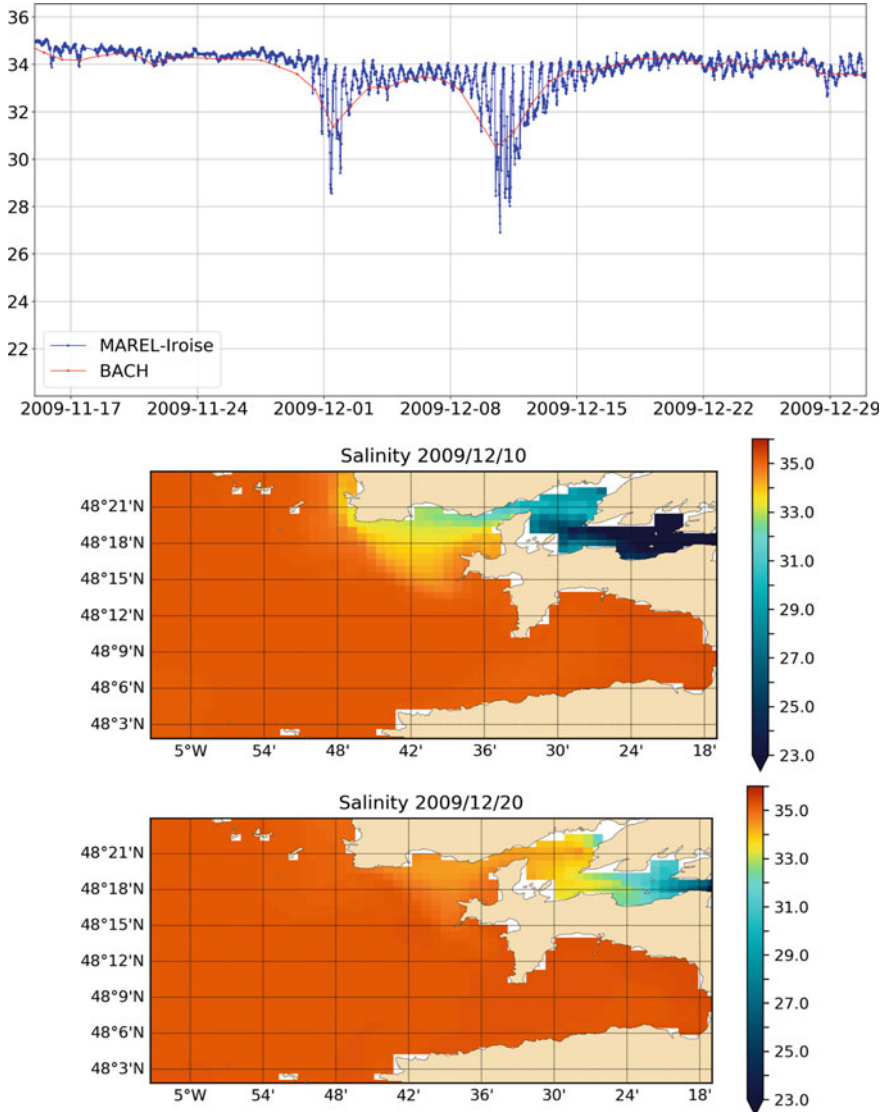 36
34
32
30
28
26
24
22
MAREL-Iroise
BACH
2009-11-17 2009-11-24 2009-12-01 2009-12-08 2009-12-15 2009-12-22 2009-12-29
Salinity 2009/12/10
48°21'N
48°18'N
48°15'N
48°12'N
48°9'N
48°6'N
48°3'N
5°W 54' 48' 42' 36' 30' 24' 18'
35.0
33.0
31.0
29.0
27.0
25.0
23.0
Salinity 2009/12/20
48°21'N
48°18'N
48°15'N
48°12'N
48°9'N
48°6'N
48°3'N
5°W 54' 48' 42' 36' 30' 24' 18'
35.0
33.0
31.0
29.0
27.0
25.0
23.0